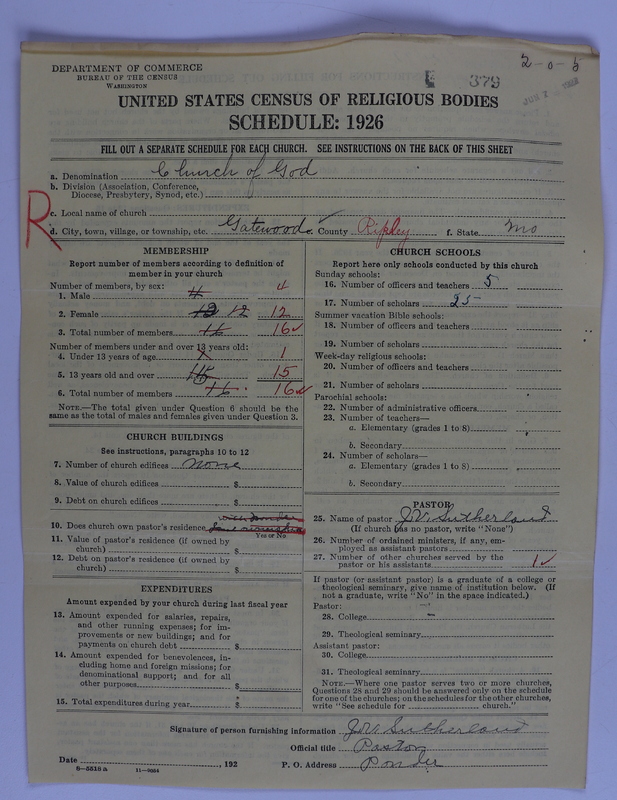 2-0-b
DEPARTMENT OF COMMERCE
BUREAU OF THE CENSUS
WASHINGTON
379
UNITED STATES CENSUS OF RELIGIOUS BODIES
SCHEDULE: 1926
FILL OUT A SEPARATE SCHEDULE FOR EACH CHURCH. SEE INSTRUCTIONS ON THE BACK OF THIS SHEET
a. Denomination Church of God
b. Division (Association, Conference,
Diocese, Presbytery, Synod, etc.)
R
c. Local name of church
d. City, town, village, or township, etc. Gatewood e. County Ripley f. State Mo
MEMBERSHIP
Report number of members according to definition of
member in your church
Number of members, by sex:
1. Male 4 4
2. Female 12 12 12
3. Total number of members 16 16
Number of members under and over 13 years old:
4. Under 13 years of age 1 1
5. 13 years old and over 15 15
6. Total number of members 16 16
NOTE.—The total given under Question 6 should be the
same as the total of males and females given under Question 3.
CHURCH BUILDINGS
See instructions, paragraphs 10 to 12
7. Number of church edifices none
8. Value of church edifices $
9. Debt on church edifices $
10. Does church own pastor's residence
Yes or No
11. Value of pastor's residence (if owned by
church) $
12. Debt on pastor's residence (if owned by
church) $
EXPENDITURES
Amount expended by your church during last fiscal year
13. Amount expended for salaries, repairs,
and other running expenses; for im-
provements or new buildings; and for
payments on church debt $
14. Amount expended for benevolences, in-
cluding home and foreign missions; for
denominational support; and for all
other purposes $
15. Total expenditures during year $
CHURCH SCHOOLS
Report here only schools conducted by this church
Sunday schools:
16. Number of officers and teachers 5
17. Number of scholars 25
Summer vacation Bible schools:
18. Number of officers and teachers
19. Number of scholars
Week-day religious schools:
20. Number of officers and teachers
21. Number of scholars
Parochial schools:
22. Number of administrative officers
23. Number of teachers—
a. Elementary (grades 1 to 8)
b. Secondary
24. Number of scholars—
a. Elementary (grades 1 to 8)
b. Secondary
PASTOR
25. Name of pastor J.V. Sutherland
(If church has no pastor, write "None")
26. Number of ordained ministers, if any, em-
ployed as assistant pastors
27. Number of other churches served by the
pastor or his assistants 1
If pastor (or assistant pastor) is a graduate of a college or
theological seminary, give name of institution below. (If
not a graduate, write "No" in the space indicated.)
Pastor:
28. College
29. Theological seminary
Assistant pastor:
30. College
31. Theological seminary
NOTE.—Where one pastor serves two or more churches,
Questions 28 and 29 should be answered only on the schedule
for one of the churches; on the schedules for the other churches,
write "See schedule for church."
Signature of person furnishing information J.V. Sutherland
Official title Pastor
Date , 192 P. O. Address Ponder
6—5518 a 11—9064